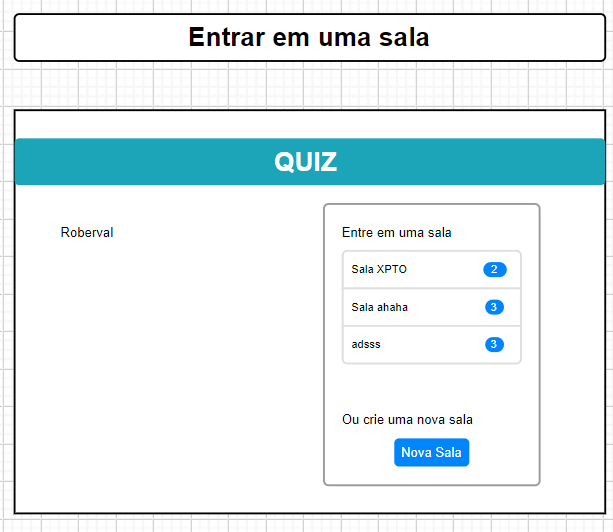 Entrar em uma sala
QUIZ
Roberval
Entre em uma sala
Sala XPTO 2
Sala ahaha 3
adsss 3
Ou crie uma nova sala
Nova Sala